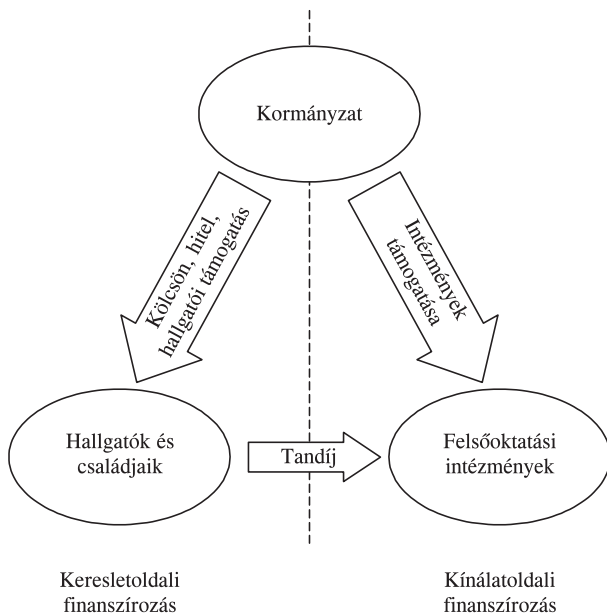 Kormányzat
Kölcsön, hitel,
hallgatói támogatás
Intézmények
támogatása
Hallgatók és
családjaik
Tandíj
Felsőoktatási
intézmények
Keresletoldali
finanszírozás
Kínálatoldali
finanszírozás